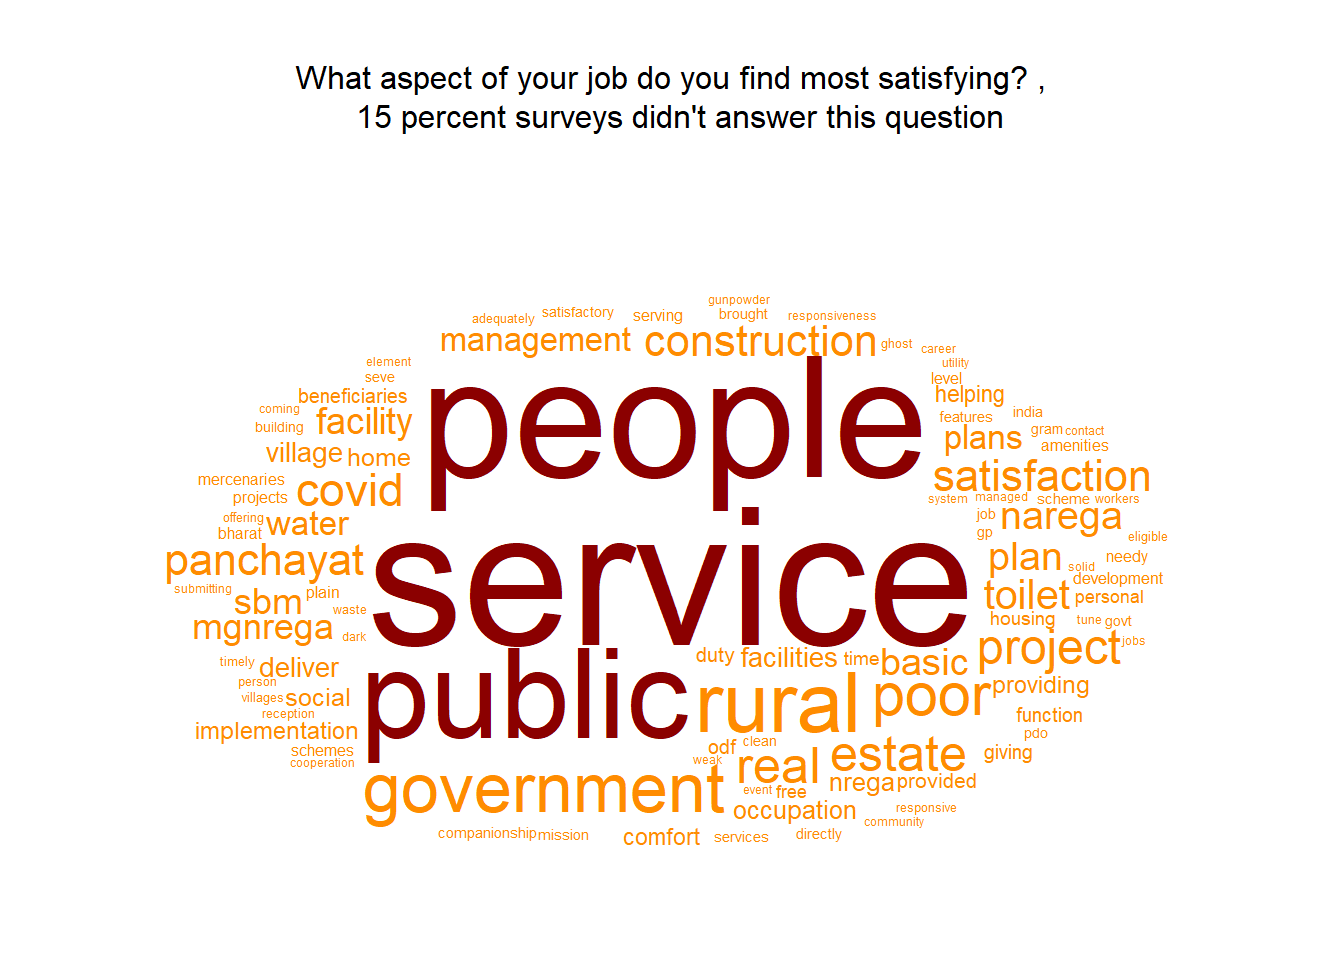 What aspect of your job do you find most satisfying? ,
15 percent surveys didn't answer this question
gunpowder
adequately satisfactory serving brought responsiveness
management construction ghost career
element utility
seve people level
beneficiaries helping
coming facility features india
building plans gram contact
village home amenities
mercenaries covid satisfaction
projects system managed scheme workers
offering water job narega
bharat gp eligible
panchayat service plan needy
submitting solid development
sbm plain toilet personal
waste housing tune govt
mgnrega dark project jobs
timely deliver duty facilities time basic
person public rural poor providing
villages social
reception function
implementation pdo
schemes odf clean estate giving
cooperation weak real
government event free nrega provided
occupation responsive
community
companionship mission comfort services directly